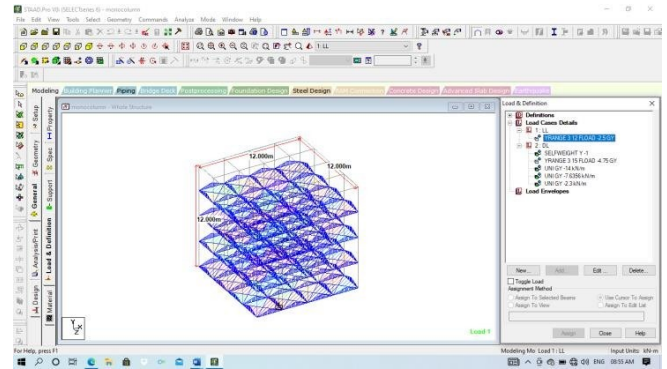 STAAD.Pro V8i (SELECTseries 6) - monocolumn
File Edit View Tools Select Geometry Commands Analyze Mode Window Help
1: LL
Modeling Building Planner Piping Bridge Deck Postprocessing Foundation Design Steel Design Concrete Design Advanced Slab Design Earthquake
monocolumn - Whole Structure
Setup
Geometry
General
Analysis/Print
Design
Property
Spec
Support
Load & Definition
Material
12.000m
12.000m
12.000m
Load 1
Y
X
Z
Load & Definition
Definitions
Load Cases Details
1 : LL
YRANGE 3 12 FLOAD -2.5 GY
2 : DL
SELFWEIGHT Y -1
YRANGE 3 15 FLOAD -4.75 GY
UNI GY -14 kN/m
UNI GY -7.6356 kN/m
UNI GY -2.3 kN/m
Load Envelopes
New... Add... Edit ... Delete...
Toggle Load
Assignment Method
Assign To Selected Beams Use Cursor To Assign
Assign To View Assign To Edit List
Assign Close Help
For Help, press F1
Modeling Mo Load 1 : LL Input Units kN-m
ENG 08:55 AM